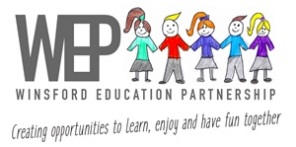 WEP
WINSFORD EDUCATION PARTNERSHIP
Creating opportunities to learn, enjoy and have fun together